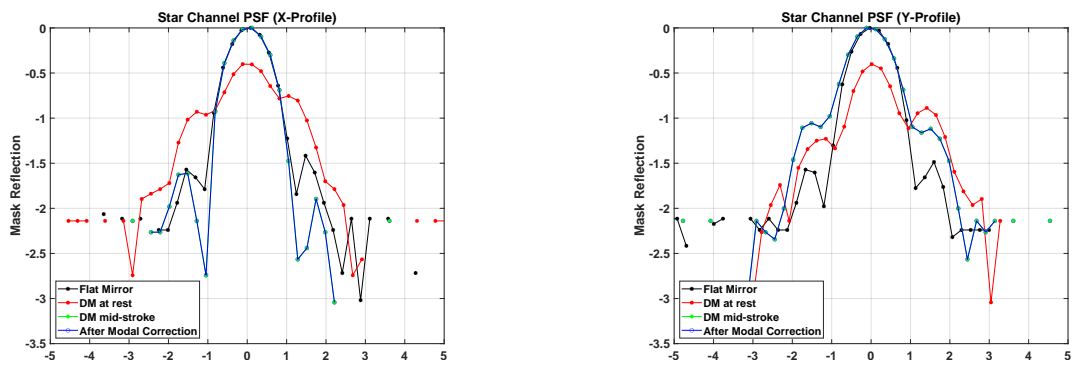 Star Channel PSF (X-Profile)
Mask Reflection
0
-0.5
-1
-1.5
-2
-2.5
-3
-3.5
Flat Mirror
DM at rest
DM mid-stroke
After Modal Correction
-5 -4 -3 -2 -1 0 1 2 3 4 5
Star Channel PSF (Y-Profile)
Mask Reflection
0
-0.5
-1
-1.5
-2
-2.5
-3
-3.5
Flat Mirror
DM at rest
DM mid-stroke
After Modal Correction
-5 -4 -3 -2 -1 0 1 2 3 4 5